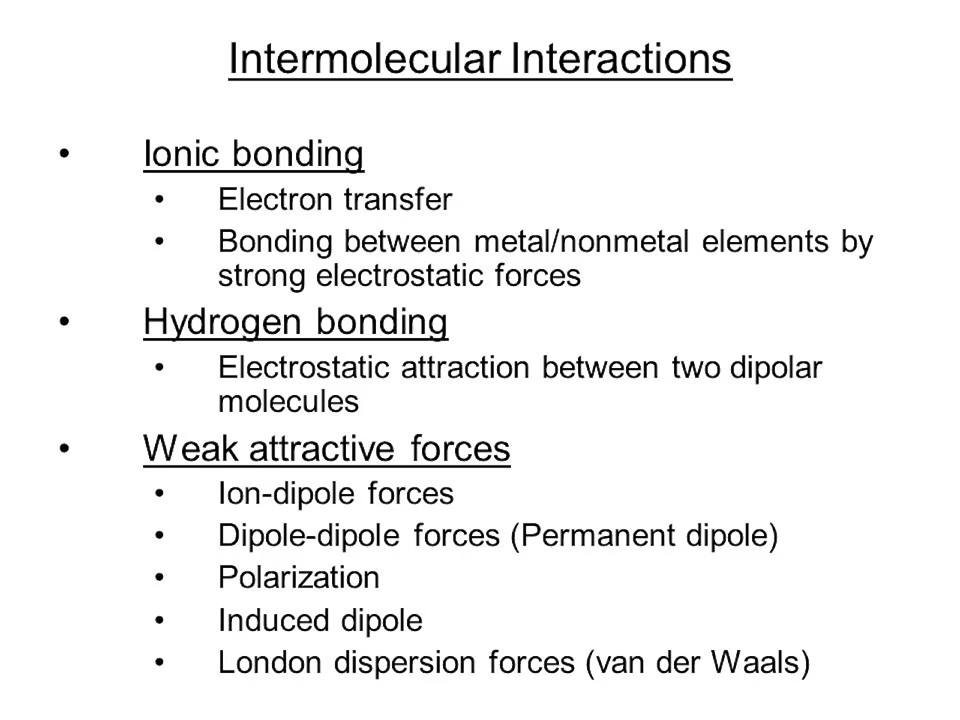 Intermolecular Interactions
• Ionic bonding
• Electron transfer
• Bonding between metal/nonmetal elements by
strong electrostatic forces
• Hydrogen bonding
• Electrostatic attraction between two dipolar
molecules
• Weak attractive forces
• Ion-dipole forces
• Dipole-dipole forces (Permanent dipole)
• Polarization
• Induced dipole
• London dispersion forces (van der Waals)